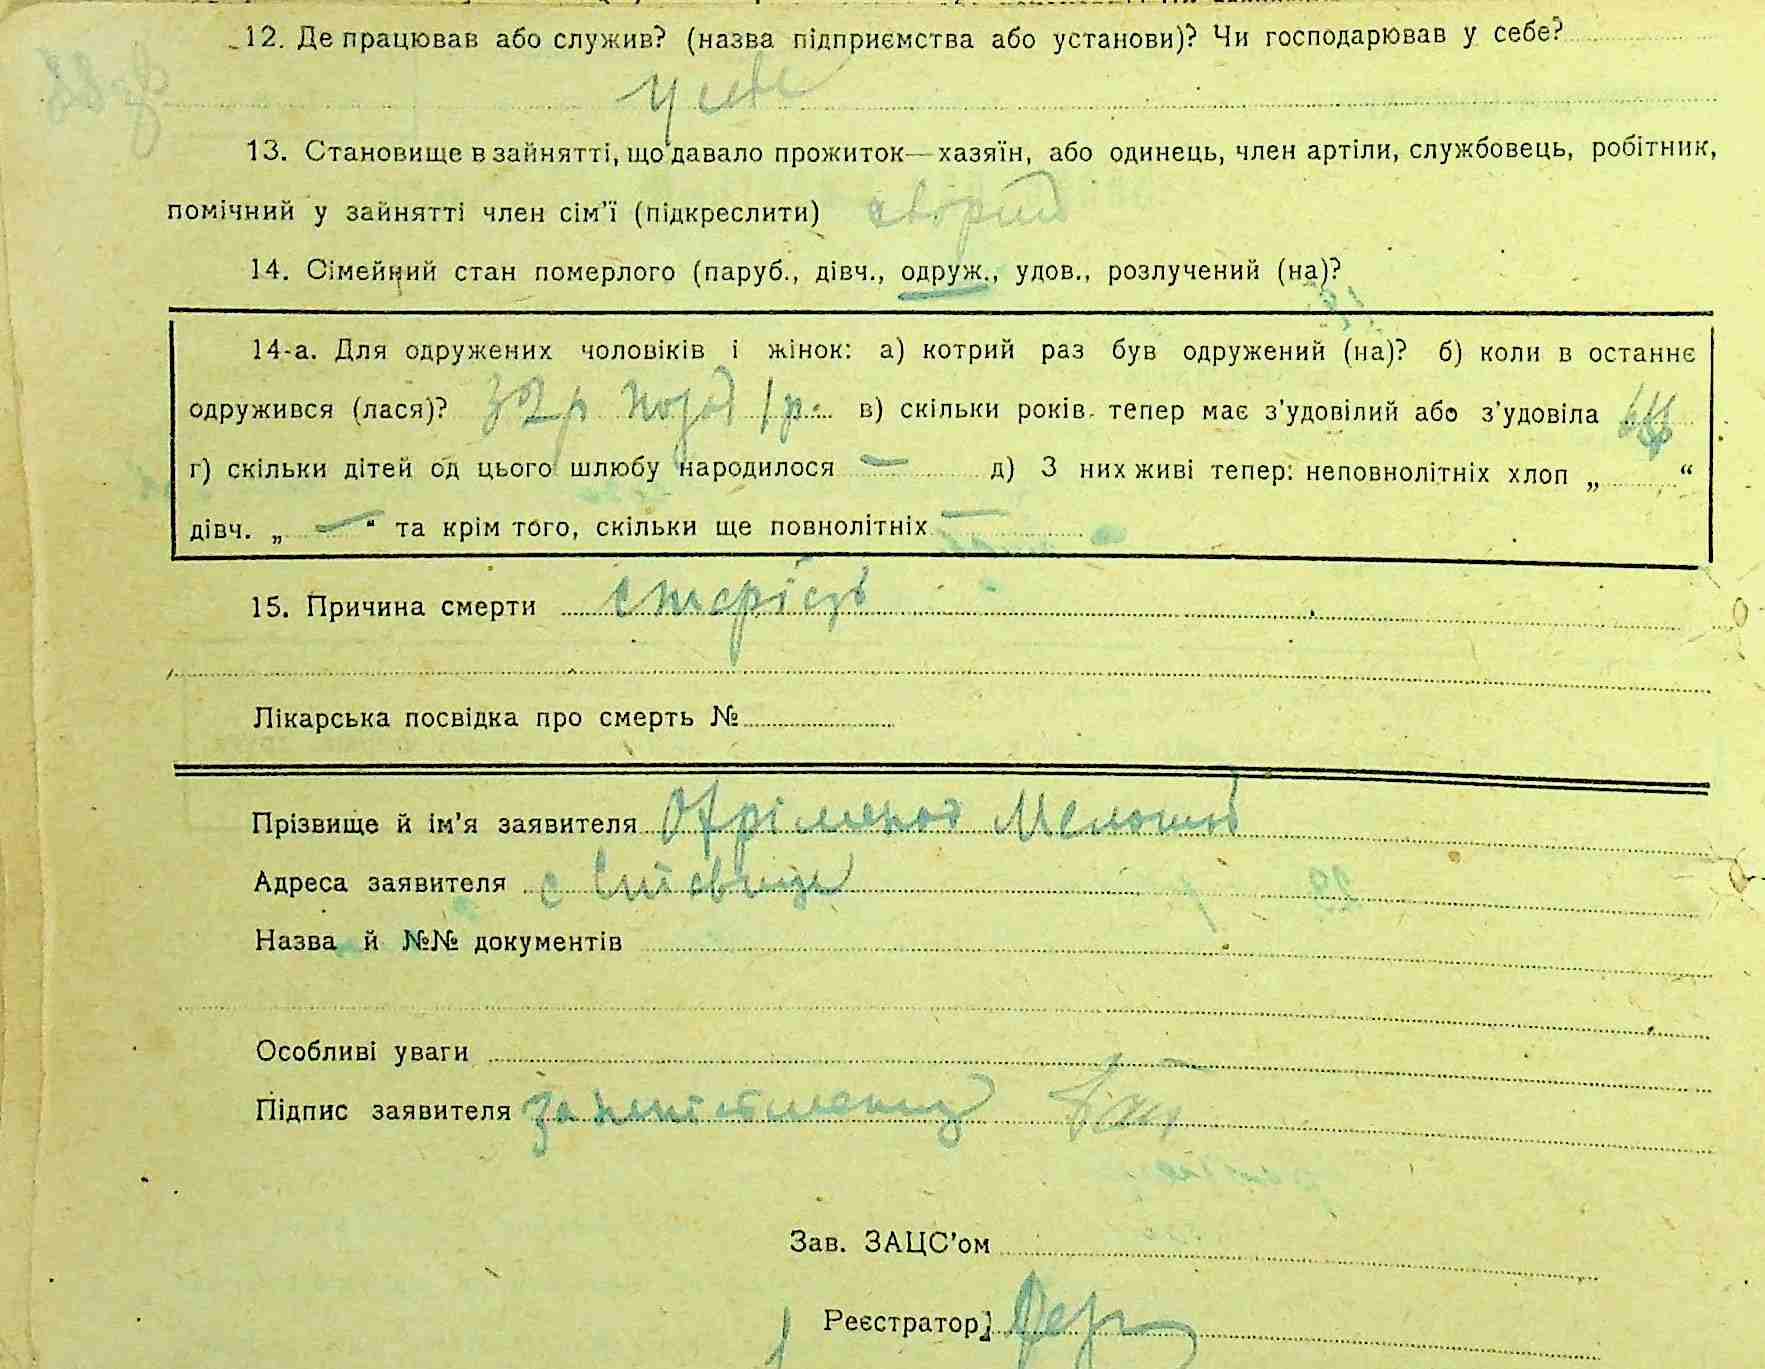 12. Де працював або служив? (назва підприємства або установи)? Чи господарював у себе?
у себе
13. Становище в зайнятті, що давало прожиток—хазяїн, або одинець, член артіли, службовець, робітник,
помічний у зайнятті член сім'ї (підкреслити)
14. Сімейний стан померлого (паруб., дівч., одруж., удов., розлучений (на)?
14-а. Для одружених чоловіків і жінок: а) котрий раз був одружений (на)? б) коли в останнє
одружився (лася)? р. в) скільки років тепер має з'удовілий або з'удовіла
г) скільки дітей од цього шлюбу народилося — д) З них живі тепер: неповнолітніх хлоп „ “
дівч. „ — “ та крім того, скільки ще повнолітніх —
15. Причина смерти старість
Лікарська посвідка про смерть №
Прізвище й ім'я заявителя
Адреса заявителя с
Назва й №№ документів
Особливі уваги
Підпис заявителя за
Зав. ЗАЦС'ом
Реєстратор